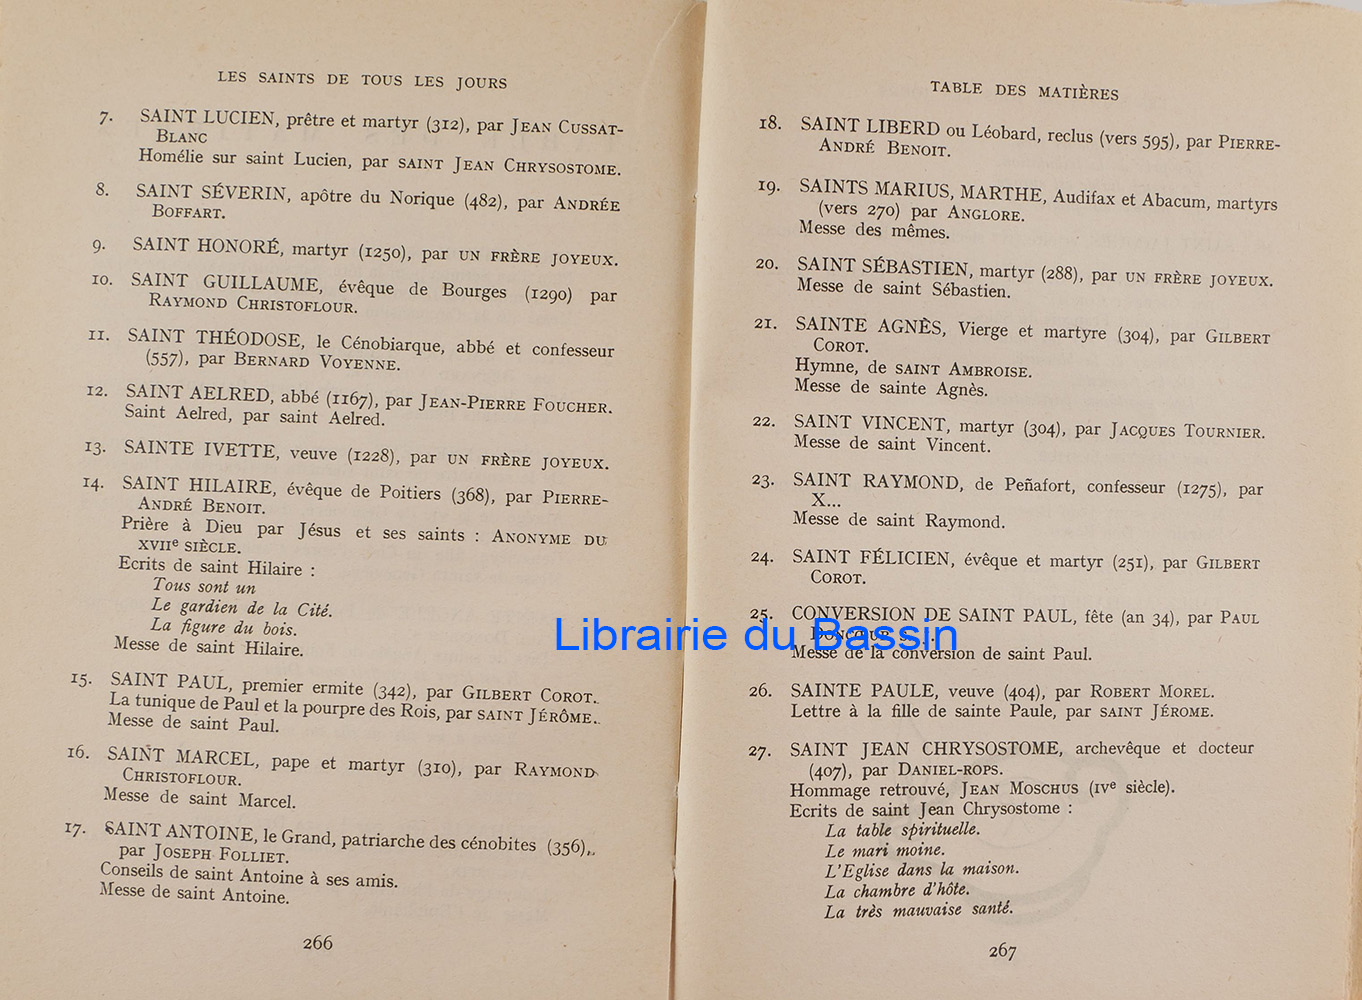 LES SAINTS DE TOUS LES JOURS
7. SAINT LUCIEN, prêtre et martyr (312), par JEAN CUSSAT-
BLANC
Homélie sur saint Lucien, par SAINT JEAN CHRYSOSTOME.
8. SAINT SÉVERIN, apôtre du Norique (482), par ANDRÉE
BOFFART.
9. SAINT HONORÉ, martyr (1250), par UN FRÈRE JOYEUX.
10. SAINT GUILLAUME, évêque de Bourges (1290) par
RAYMOND CHRISTOFLOUR.
11. SAINT THÉODOSE, le Cénobiarque, abbé et confesseur
(557), par BERNARD VOYENNE.
12. SAINT AELRED, abbé (1167), par JEAN-PIERRE FOUCHER.
Saint Aelred, par saint Aelred.
13. SAINTE IVETTE, veuve (1228), par UN FRÈRE JOYEUX.
14. SAINT HILAIRE, évêque de Poitiers (368), par PIERRE-
ANDRÉ BENOIT.
Prière à Dieu par Jésus et ses saints : ANONYME DU
XVIIe SIÈCLE.
Ecrits de saint Hilaire :
Tous sont un
Le gardien de la Cité.
La figure du bois.
Messe de saint Hilaire.
15. SAINT PAUL, premier ermite (342), par GILBERT COROT.
La tunique de Paul et la pourpre des Rois, par SAINT JÉRÔME.
Messe de saint Paul.
16. SAINT MARCEL, pape et martyr (310), par RAYMOND
CHRISTOFLOUR.
Messe de saint Marcel.
17. SAINT ANTOINE, le Grand, patriarche des cénobites (356),
par JOSEPH FOLLIET.
Conseils de saint Antoine à ses amis.
Messe de saint Antoine.
266
TABLE DES MATIÈRES
18. SAINT LIBERD ou Léobard, reclus (vers 595), par PIERRE-
ANDRÉ BENOIT.
19. SAINTS MARIUS, MARTHE, Audifax et Abacum, martyrs
(vers 270) par ANGLORE.
Messe des mêmes.
20. SAINT SÉBASTIEN, martyr (288), par UN FRÈRE JOYEUX.
Messe de saint Sébastien.
21. SAINTE AGNÈS, Vierge et martyre (304), par GILBERT
COROT.
Hymne, de SAINT AMBROISE.
Messe de sainte Agnès.
22. SAINT VINCENT, martyr (304), par JACQUES TOURNIER.
Messe de saint Vincent.
23. SAINT RAYMOND, de Peñafort, confesseur (1275), par
X...
Messe de saint Raymond.
24. SAINT FÉLICIEN, évêque et martyr (251), par GILBERT
COROT.
25. CONVERSION DE SAINT PAUL, fête (an 34), par PAUL
DONCŒUR
Librairie du Bassin
Messe de la conversion de saint Paul.
26. SAINTE PAULE, veuve (404), par ROBERT MOREL.
Lettre à la fille de sainte Paule, par SAINT JÉROME.
27. SAINT JEAN CHRYSOSTOME, archevêque et docteur
(407), par DANIEL-ROPS.
Hommage retrouvé, JEAN MOSCHUS (IVe siècle).
Ecrits de saint Jean Chrysostome :
La table spirituelle.
Le mari moine.
L'Eglise dans la maison.
La chambre d'hôte.
La très mauvaise santé.
267